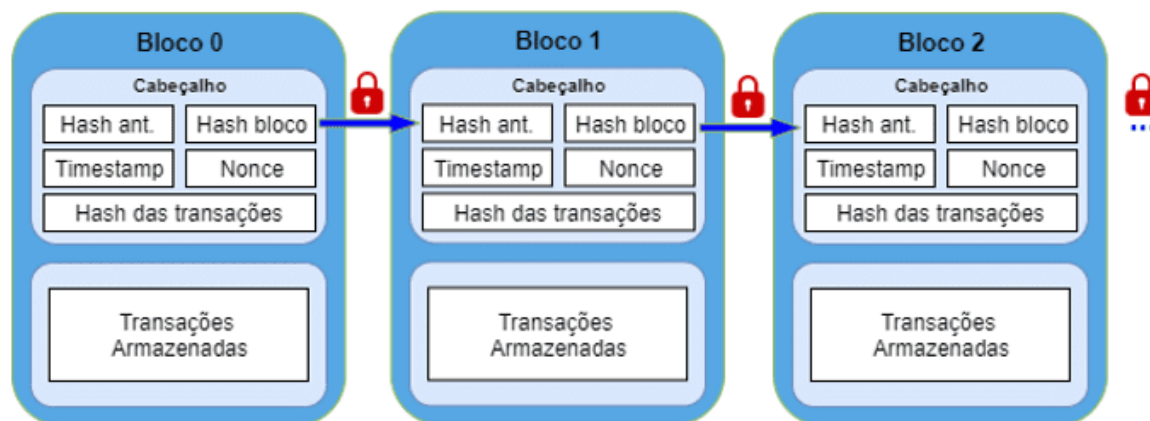 Bloco 0
Cabeçalho
Hash ant.
Hash bloco
Timestamp
Nonce
Hash das transações
Transações
Armazenadas
Bloco 1
Cabeçalho
Hash ant.
Hash bloco
Timestamp
Nonce
Hash das transações
Transações
Armazenadas
Bloco 2
Cabeçalho
Hash ant.
Hash bloco
Timestamp
Nonce
Hash das transações
Transações
Armazenadas